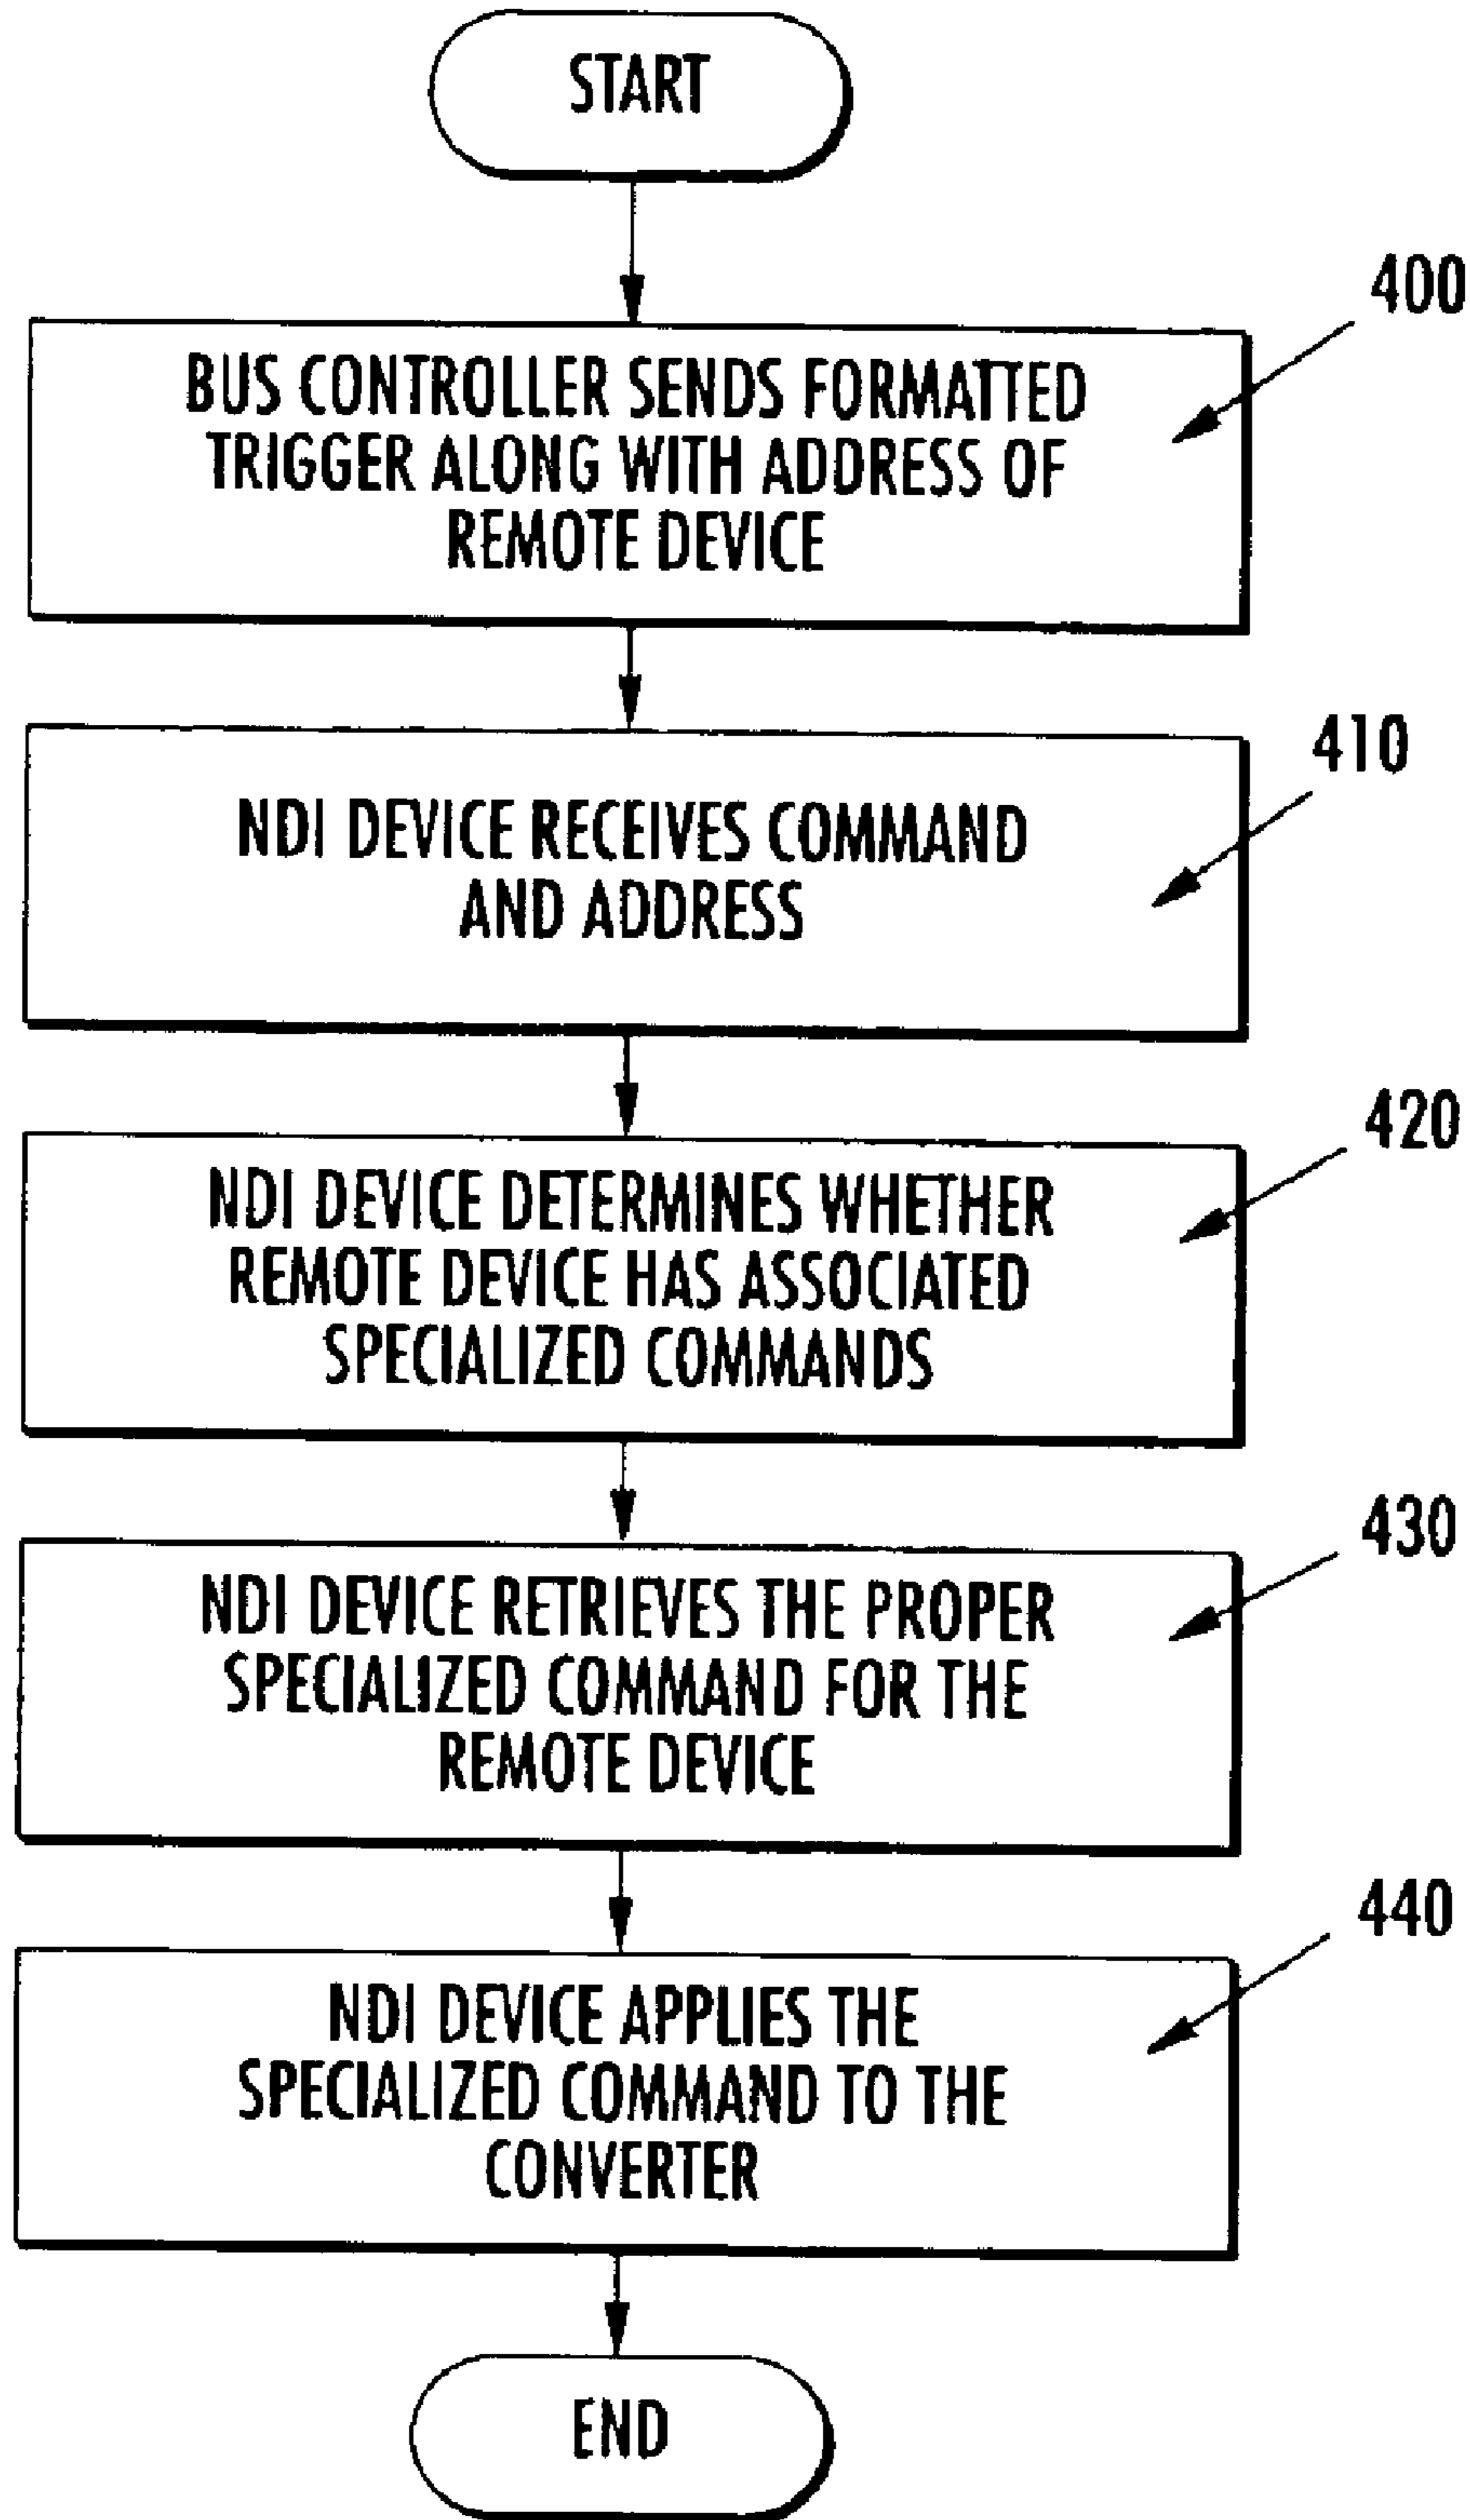 START
400
BUS CONTROLLER SENDS FORMATTED
TRIGGER ALONG WITH ADDRESS OF
REMOTE DEVICE
410
NDI DEVICE RECEIVES COMMAND
AND ADDRESS
420
NDI DEVICE DETERMINES WHETHER
REMOTE DEVICE HAS ASSOCIATED
SPECIALIZED COMMANDS
430
NDI DEVICE RETRIEVES THE PROPER
SPECIALIZED COMMAND FOR THE
REMOTE DEVICE
440
NDI DEVICE APPLIES THE
SPECIALIZED COMMAND TO THE
CONVERTER
END